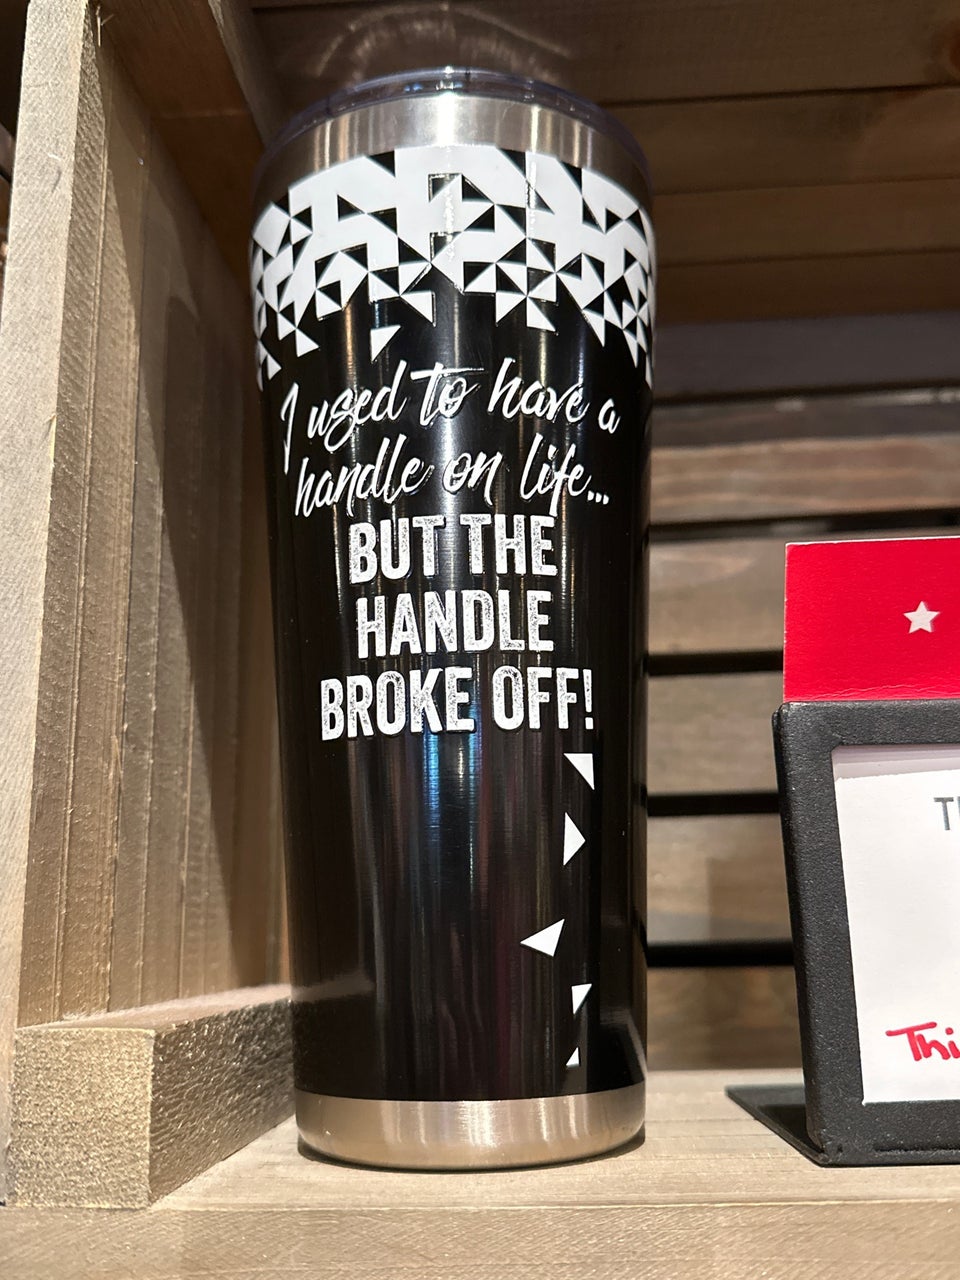 I used to have a
handle on life...
BUT THE
HANDLE
BROKE OFF!